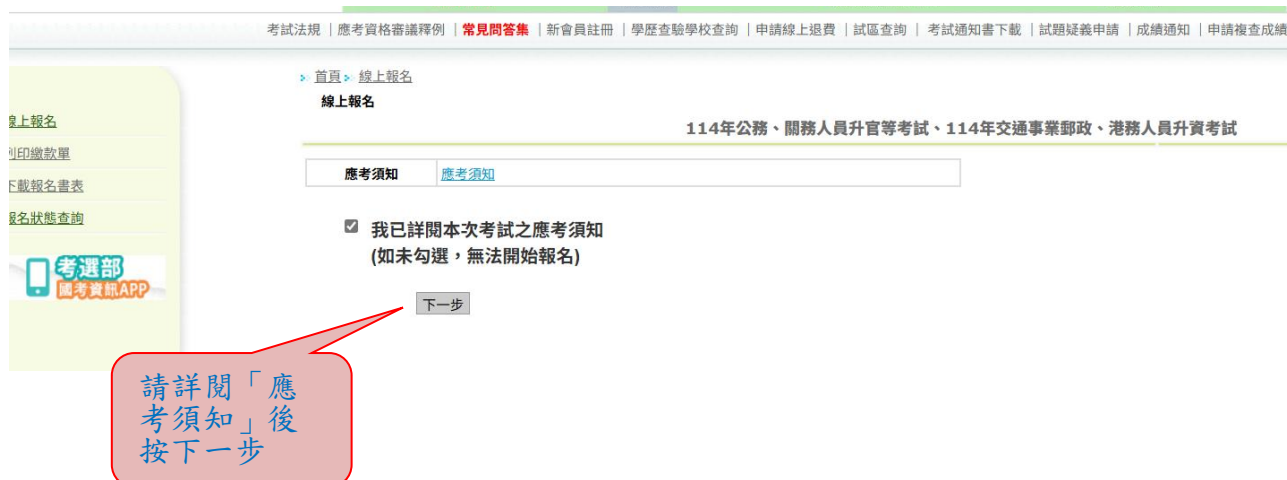 考試法規 | 應考資格審議釋例 | 常見問答集 | 新會員註冊 | 學歷查驗學校查詢 | 申請線上退費 | 試區查詢 | 考試通知書下載 | 試題疑義申請 | 成績通知 | 申請複查成績
首頁 線上報名
線上報名
114年公務、關務人員升官等考試、114年交通事業郵政、港務人員升資考試
線上報名
列印繳款單
下載報名書表
報名狀態查詢
考選部
國考資訊APP
應考須知 應考須知
我已詳閱本次考試之應考須知
(如未勾選，無法開始報名)
下一步
請詳閱「應
考須知」後
按下一步